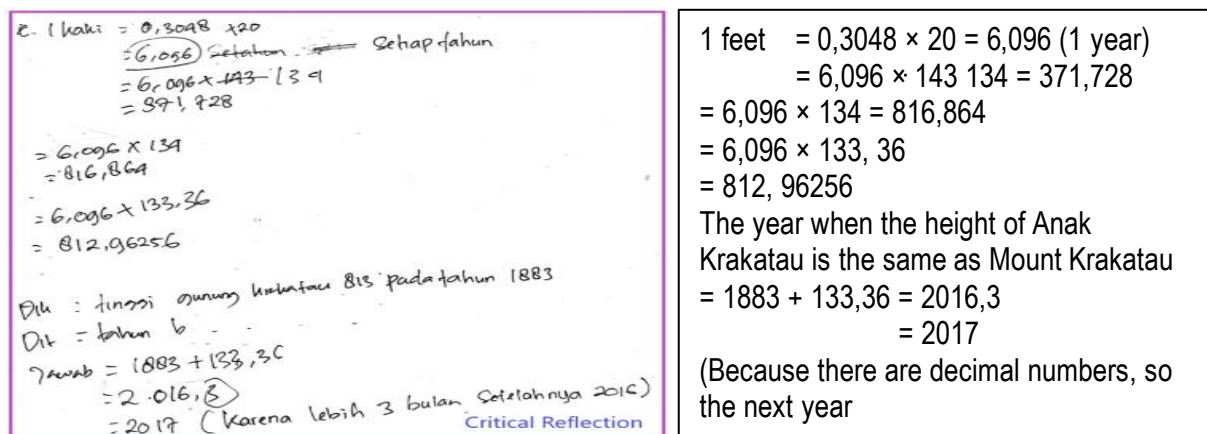 e. 1 kaki = 0,3048 x20
= 6,096 Setahun Setiap tahun
= 6,096 x 143 134
= 371,728
= 6,096 x 134
= 816,864
= 6,096 x 133,36
= 812,96256
Dik : tinggi gunung krakatau 813 pada tahun 1883
Dit = tahun b
Jawab = 1883 + 133,36
= 2.016,3
= 2017 (Karena lebih 3 bulan setelahnya 2016)
Critical Reflection
1 feet = 0,3048 × 20 = 6,096 (1 year)
= 6,096 × 143 134 = 371,728
= 6,096 × 134 = 816,864
= 6,096 × 133, 36
= 812, 96256
The year when the height of Anak
Krakatau is the same as Mount Krakatau
= 1883 + 133,36 = 2016,3
= 2017
(Because there are decimal numbers, so
the next year